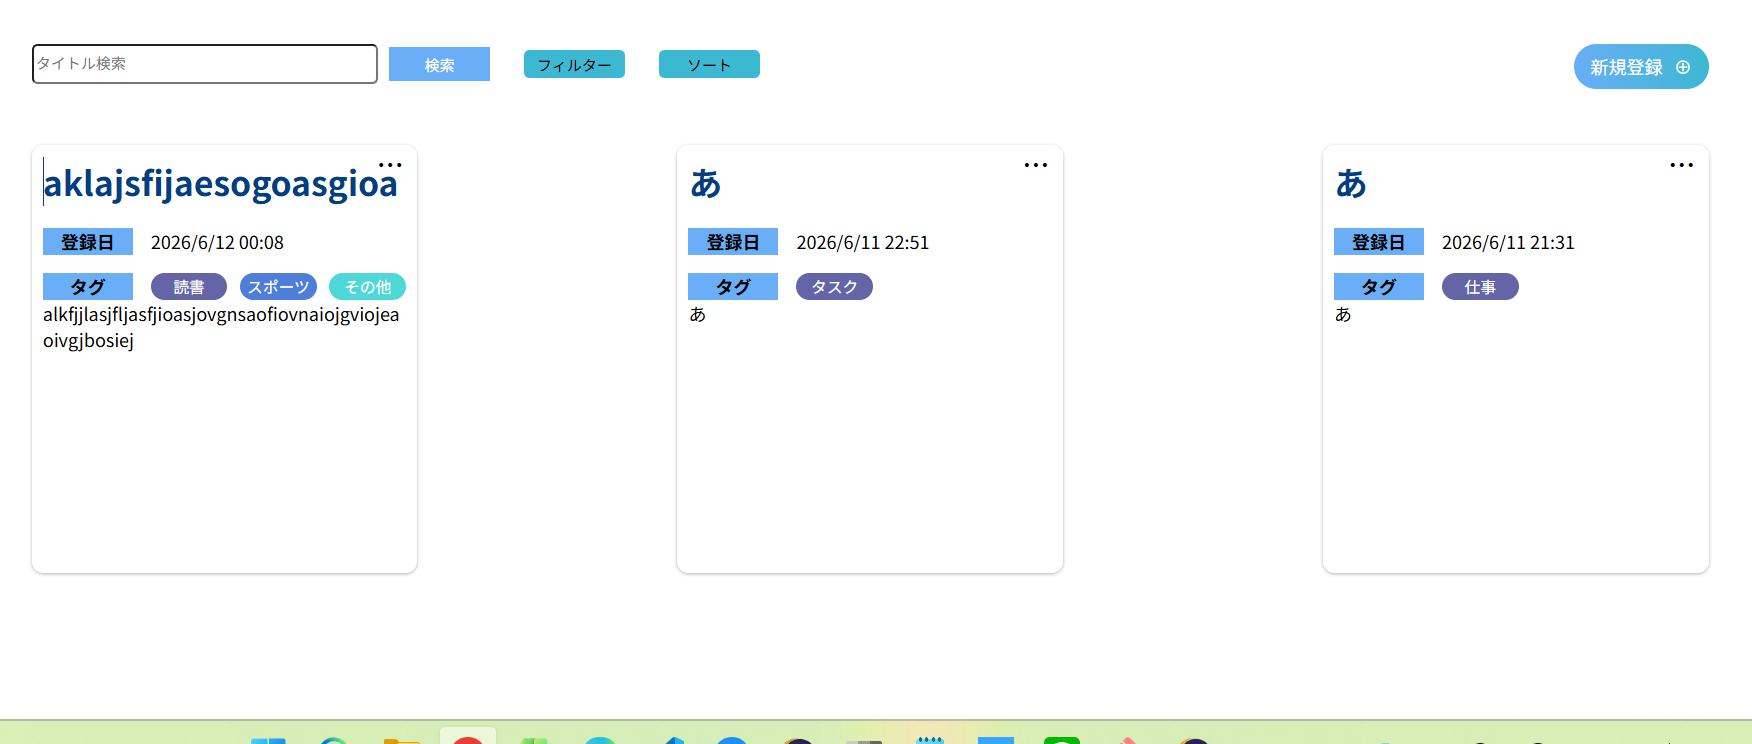 タイトル検索 検索 フィルター ソート 新規登録 ⊕
aklajsfijaesogoasgioa
登録日 2026/6/12 00:08
タグ 読書 スポーツ その他
alkfjjlasjfljasfjioasjovgnsaofiovnaiojgviojea
oivgjbosiej
あ
登録日 2026/6/11 22:51
タグ タスク
あ
あ
登録日 2026/6/11 21:31
タグ 仕事
あ